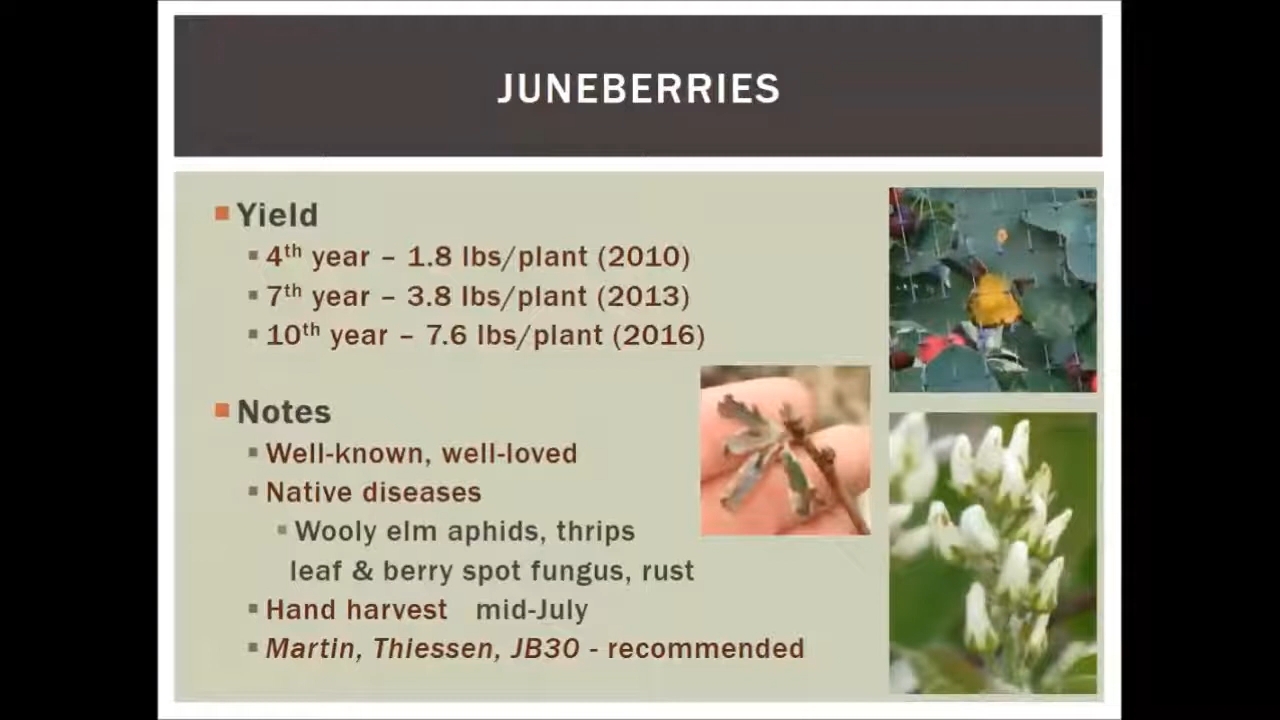 JUNEBERRIES
Yield
4th year – 1.8 lbs/plant (2010)
7th year – 3.8 lbs/plant (2013)
10th year – 7.6 lbs/plant (2016)
Notes
Well-known, well-loved
Native diseases
Wooly elm aphids, thrips
leaf & berry spot fungus, rust
Hand harvest mid-July
Martin, Thiessen, JB30 - recommended